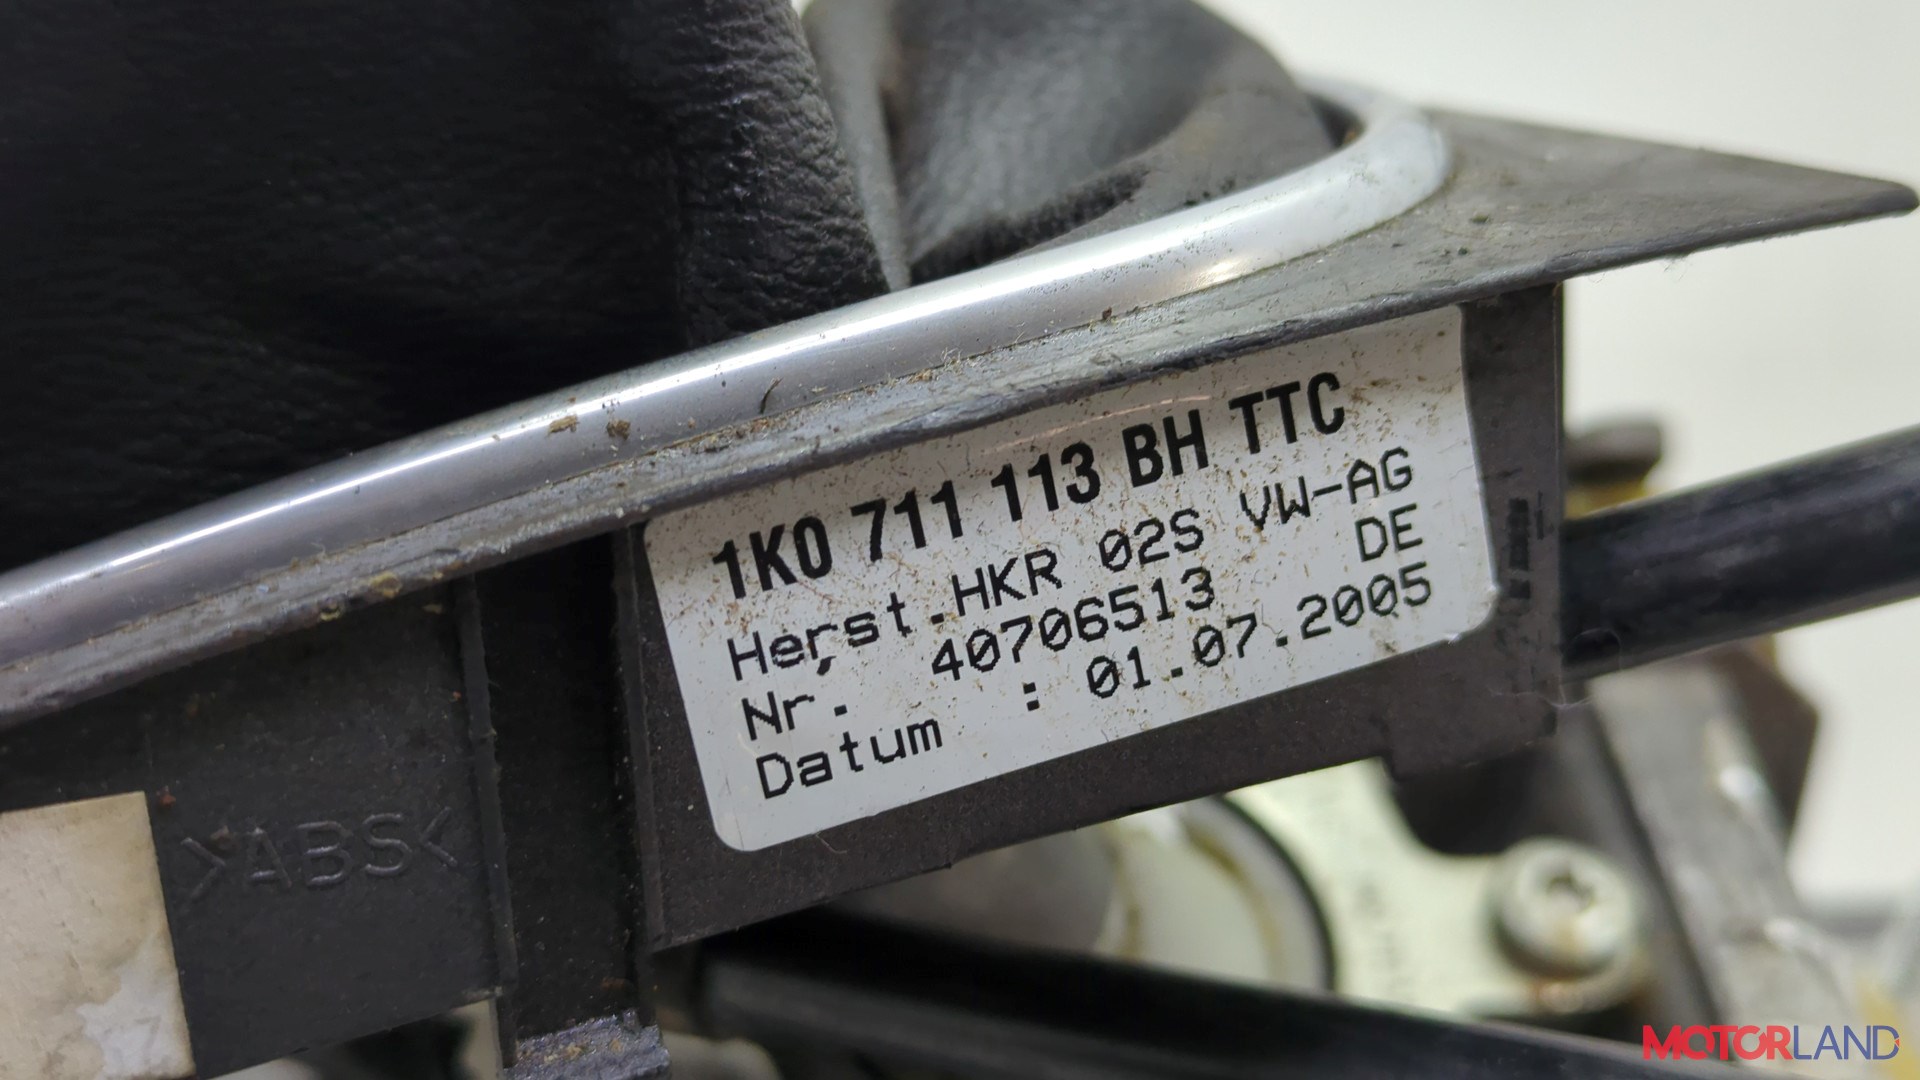 1K0 711 113 BH TTC
Herst.HKR 02S VW-AG
Nr. 40706513 DE
Datum : 01.07.2005
>ABS<
MOTORLAND